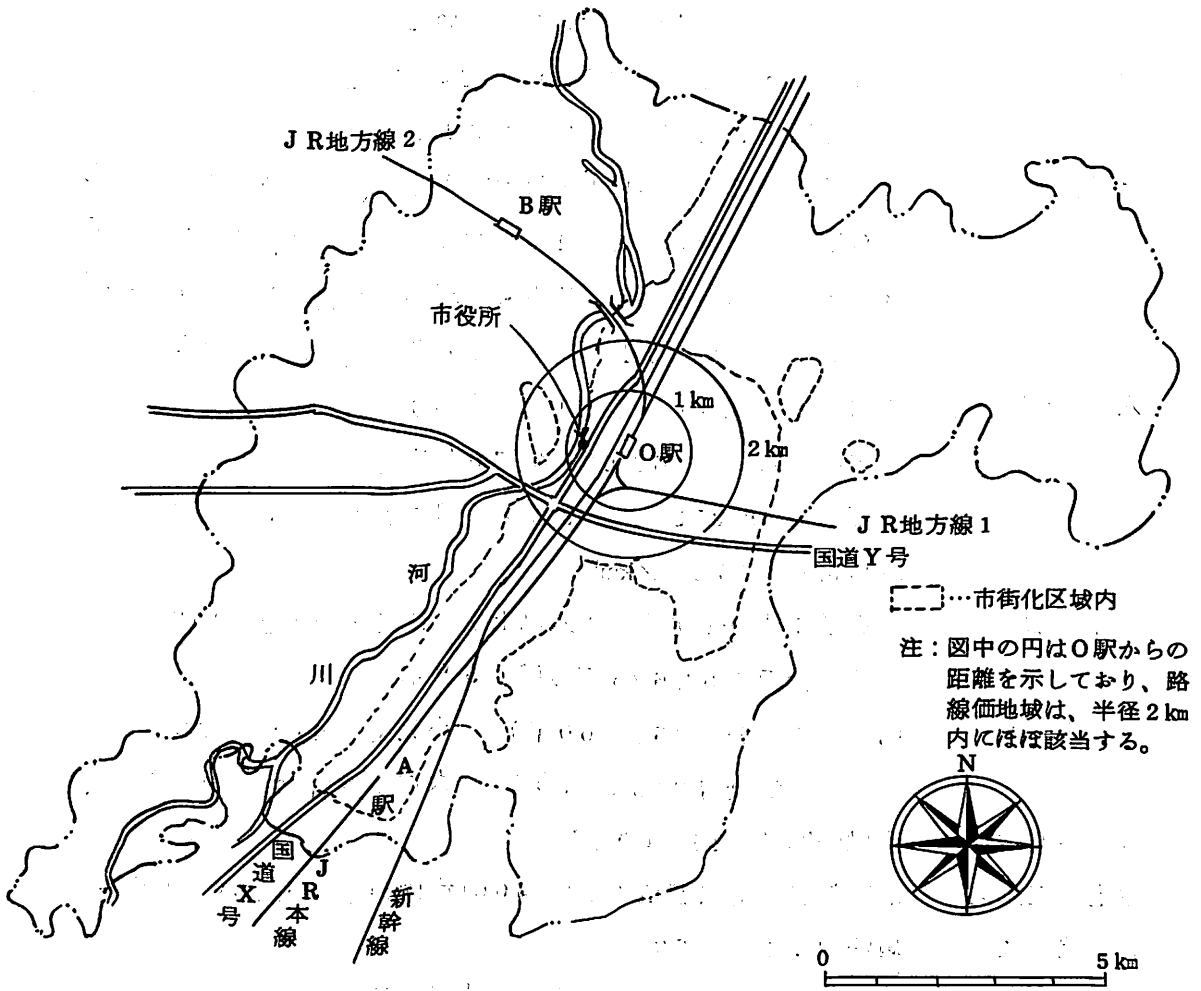 JR地方線2
B駅
市役所
1km
O駅
2km
JR地方線1
国道Y号
河川
[  ]…市街化区域内
注：図中の円はO駅からの
距離を示しており、路
線価地域は、半径2km
内にほぼ該当する。
A駅
N
国道X号
JR本線
新幹線
0 5km